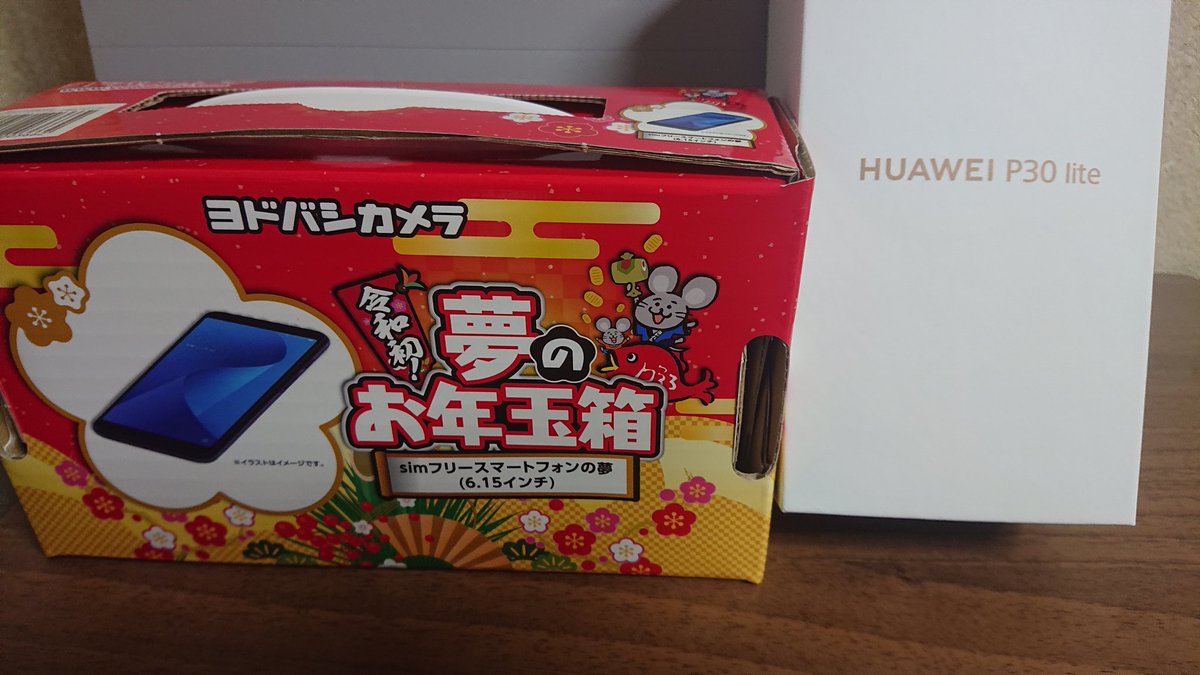 ヨドバシカメラ
令和初!
夢の
お年玉箱
simフリースマートフォンの夢
(6.15インチ)
※イラストはイメージです。
HUAWEI P30 lite